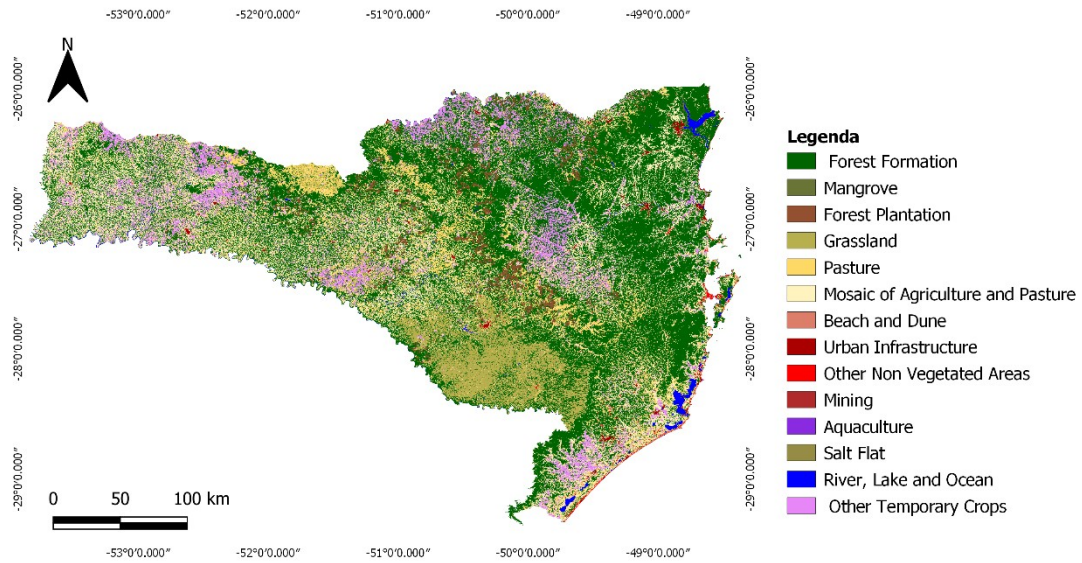 -53°0'0.000″ -52°0'0.000″ -51°0'0.000″ -50°0'0.000″ -49°0'0.000″
N
-26°0'0.000″
-27°0'0.000″
-28°0'0.000″
-29°0'0.000″
-26°0'0.000″
-27°0'0.000″
-28°0'0.000″
-29°0'0.000″
Legenda
Forest Formation
Mangrove
Forest Plantation
Grassland
Pasture
Mosaic of Agriculture and Pasture
Beach and Dune
Urban Infrastructure
Other Non Vegetated Areas
Mining
Aquaculture
Salt Flat
River, Lake and Ocean
Other Temporary Crops
0 50 100 km
-53°0'0.000″ -52°0'0.000″ -51°0'0.000″ -50°0'0.000″ -49°0'0.000″